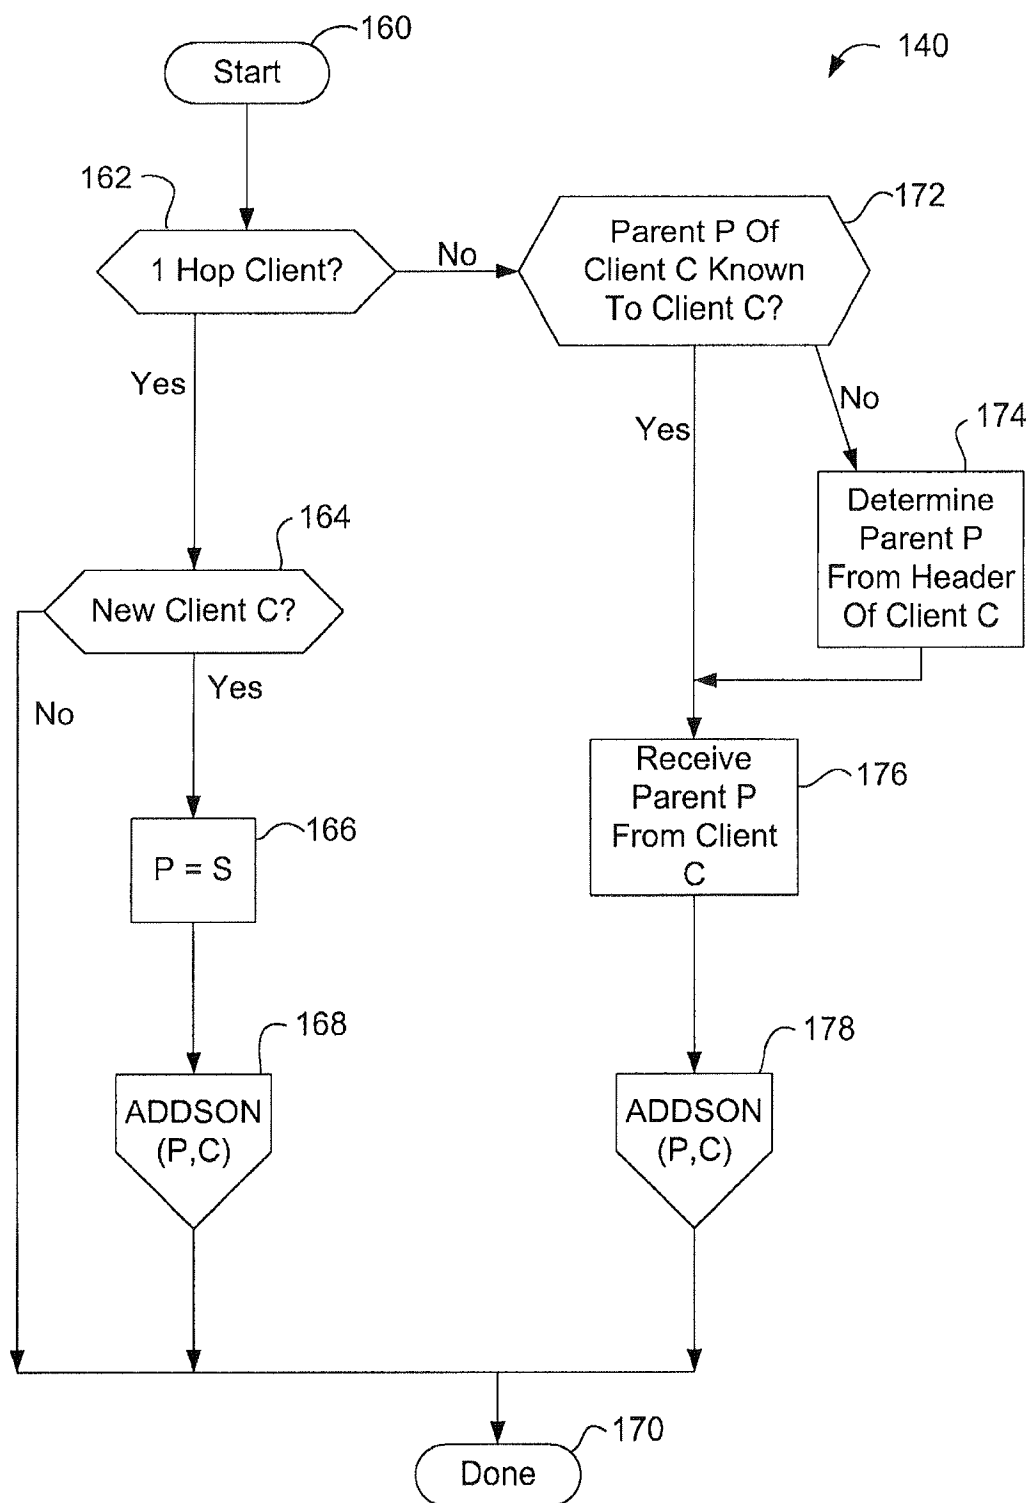 160
Start
140
162
1 Hop Client?
No
172
Parent P Of
Client C Known
To Client C?
Yes
No
Yes
174
Determine
Parent P
From Header
Of Client C
164
New Client C?
No
Yes
176
Receive
Parent P
From Client
C
166
P = S
168
ADDSON
(P,C)
178
ADDSON
(P,C)
170
Done